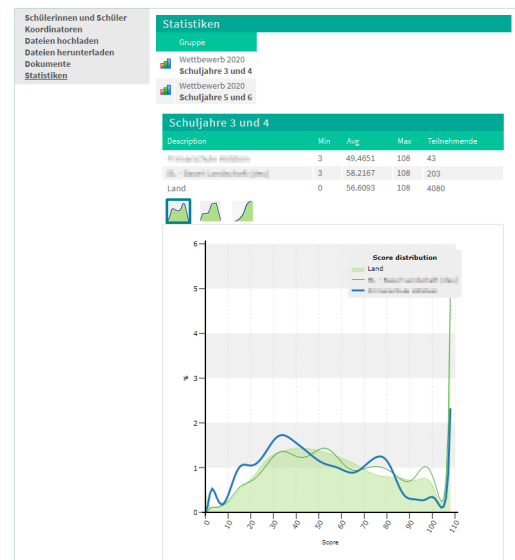 Schülerinnen und Schüler
Koordinatoren
Dateien hochladen
Dateien herunterladen
Dokumente
Statistiken
Statistiken
Gruppe
Wettbewerb 2020
Schuljahre 3 und 4
Wettbewerb 2020
Schuljahre 5 und 6
Schuljahre 3 und 4
Description Min Avg Max Teilnehmende
3 49.4651 108 43
3 58.2167 108 203
Land 0 56.6093 108 4080
Score distribution
Land
6
5
4
%
3
2
1
0
0 10 20 30 40 50 60 70 80 90 100 110
Score